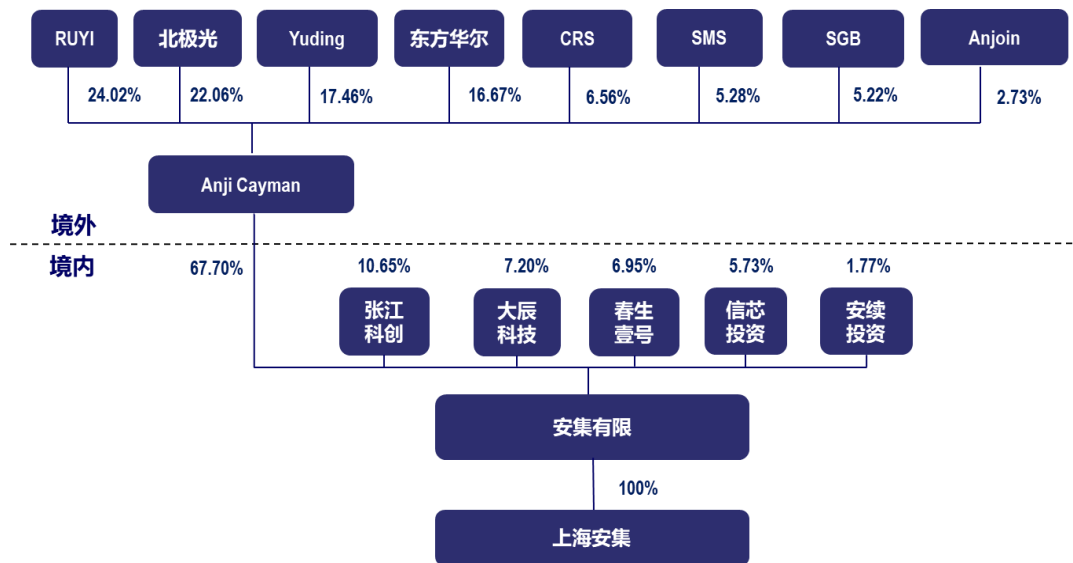 RUYI
北极光
Yuding
东方华尔
CRS
SMS
SGB
Anjoin
24.02%
22.06%
17.46%
16.67%
6.56%
5.28%
5.22%
2.73%
Anji Cayman
境外
境内
67.70%
10.65%
7.20%
6.95%
5.73%
1.77%
张江
科创
大辰
科技
春生
壹号
信芯
投资
安续
投资
安集有限
100%
上海安集